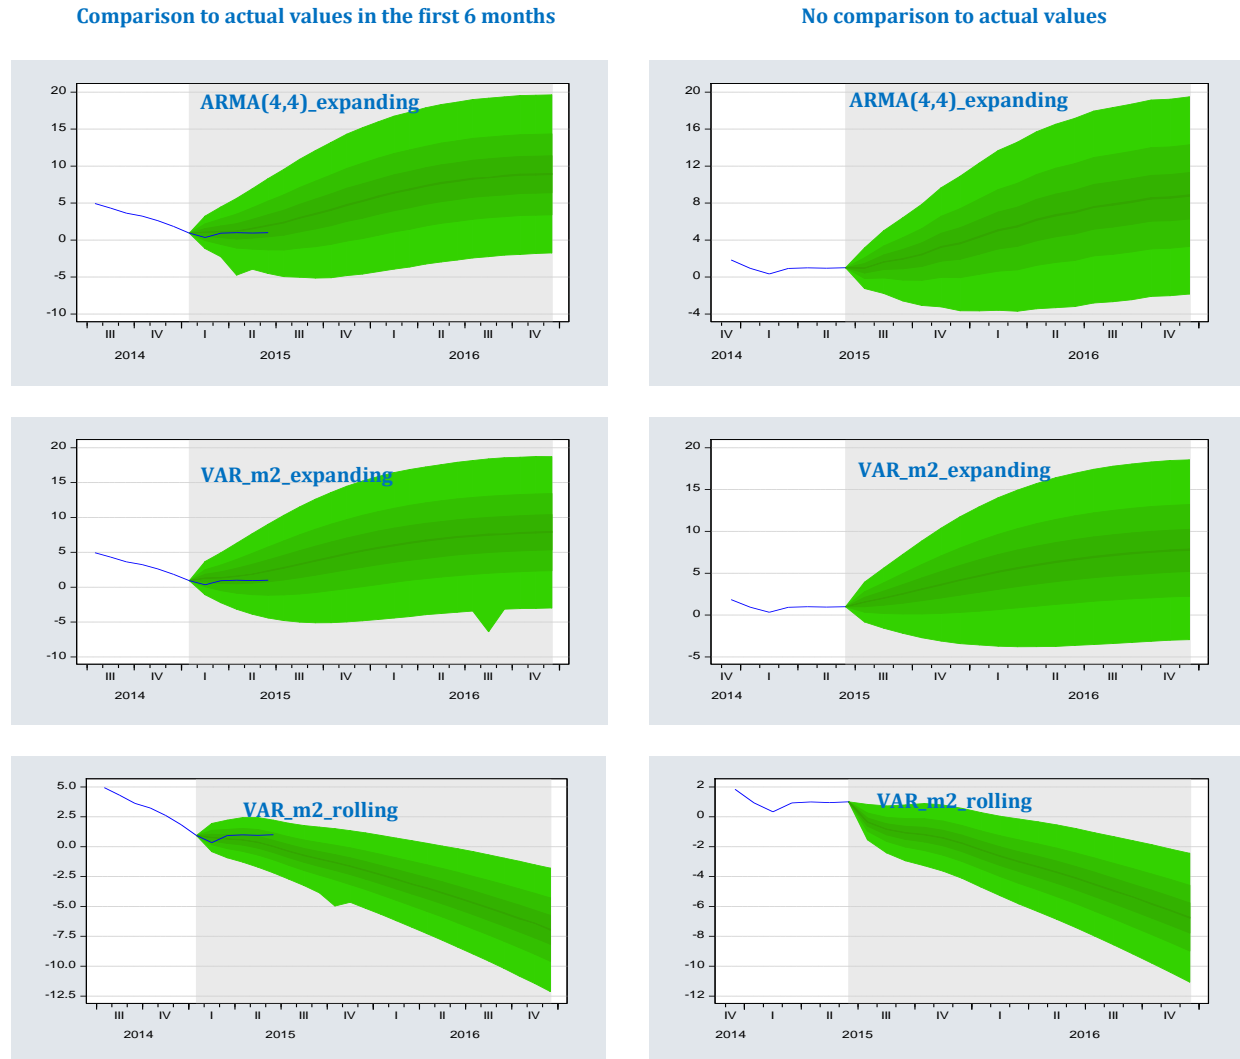 Comparison to actual values in the first 6 months
No comparison to actual values
ARMA(4,4)_expanding
20
15
10
5
0
-5
-10
III IV I II III IV I II III IV
2014 2015 2016
ARMA(4,4)_expanding
20
16
12
8
4
0
-4
IV I II III IV I II III IV
2014 2015 2016
VAR_m2_expanding
20
15
10
5
0
-5
-10
III IV I II III IV I II III IV
2014 2015 2016
VAR_m2_expanding
20
15
10
5
0
-5
IV I II III IV I II III IV
2014 2015 2016
VAR_m2_rolling
5.0
2.5
0.0
-2.5
-5.0
-7.5
-10.0
-12.5
III IV I II III IV I II III IV
2014 2015 2016
VAR_m2_rolling
2
0
-2
-4
-6
-8
-10
-12
IV I II III IV I II III IV
2014 2015 2016